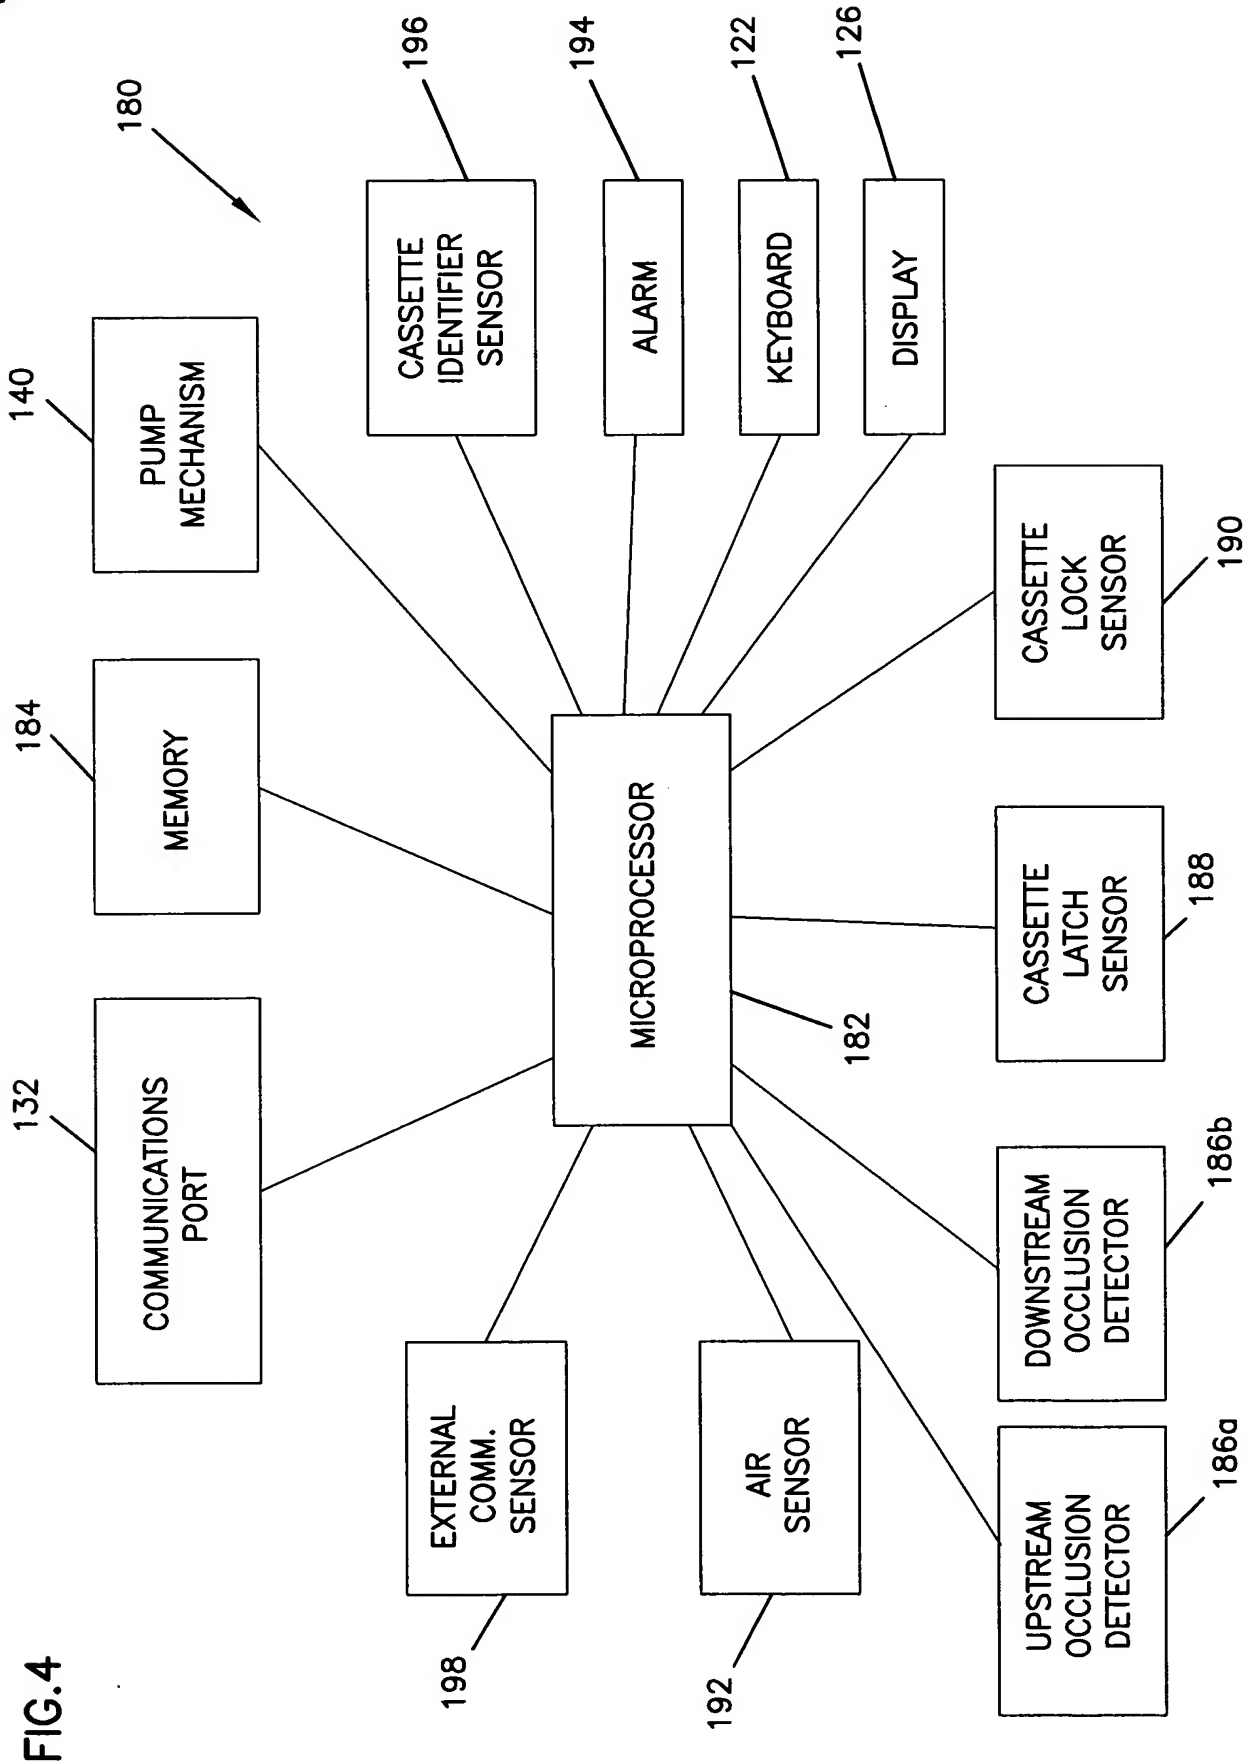 FIG.4
180
132
COMMUNICATIONS
PORT
184
MEMORY
140
PUMP
MECHANISM
198
EXTERNAL
COMM.
SENSOR
192
AIR
SENSOR
MICROPROCESSOR
182
CASSETTE
IDENTIFIER
SENSOR
196
ALARM
194
KEYBOARD
122
DISPLAY
126
UPSTREAM
OCCLUSION
DETECTOR
186a
DOWNSTREAM
OCCLUSION
DETECTOR
186b
CASSETTE
LATCH
SENSOR
188
CASSETTE
LOCK
SENSOR
190